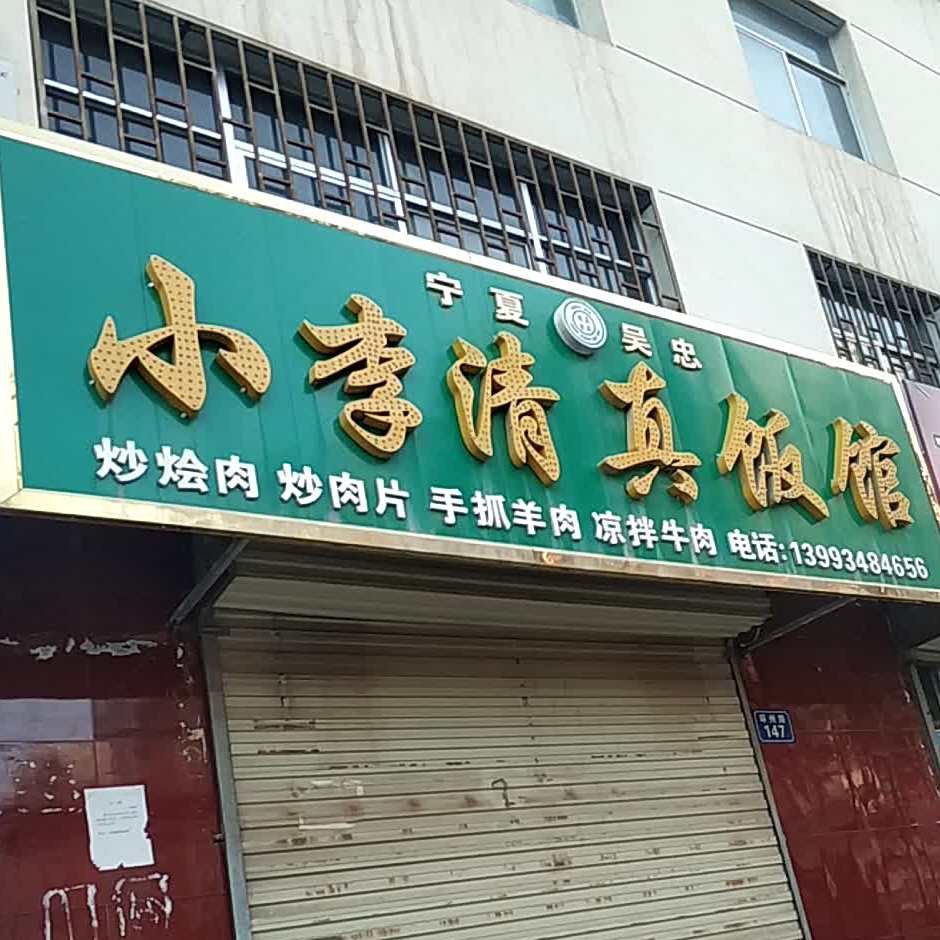 宁夏 吴忠
小李清真饭馆
炒烩肉 炒肉片 手抓羊肉 凉拌牛肉 电话:13993484656
147